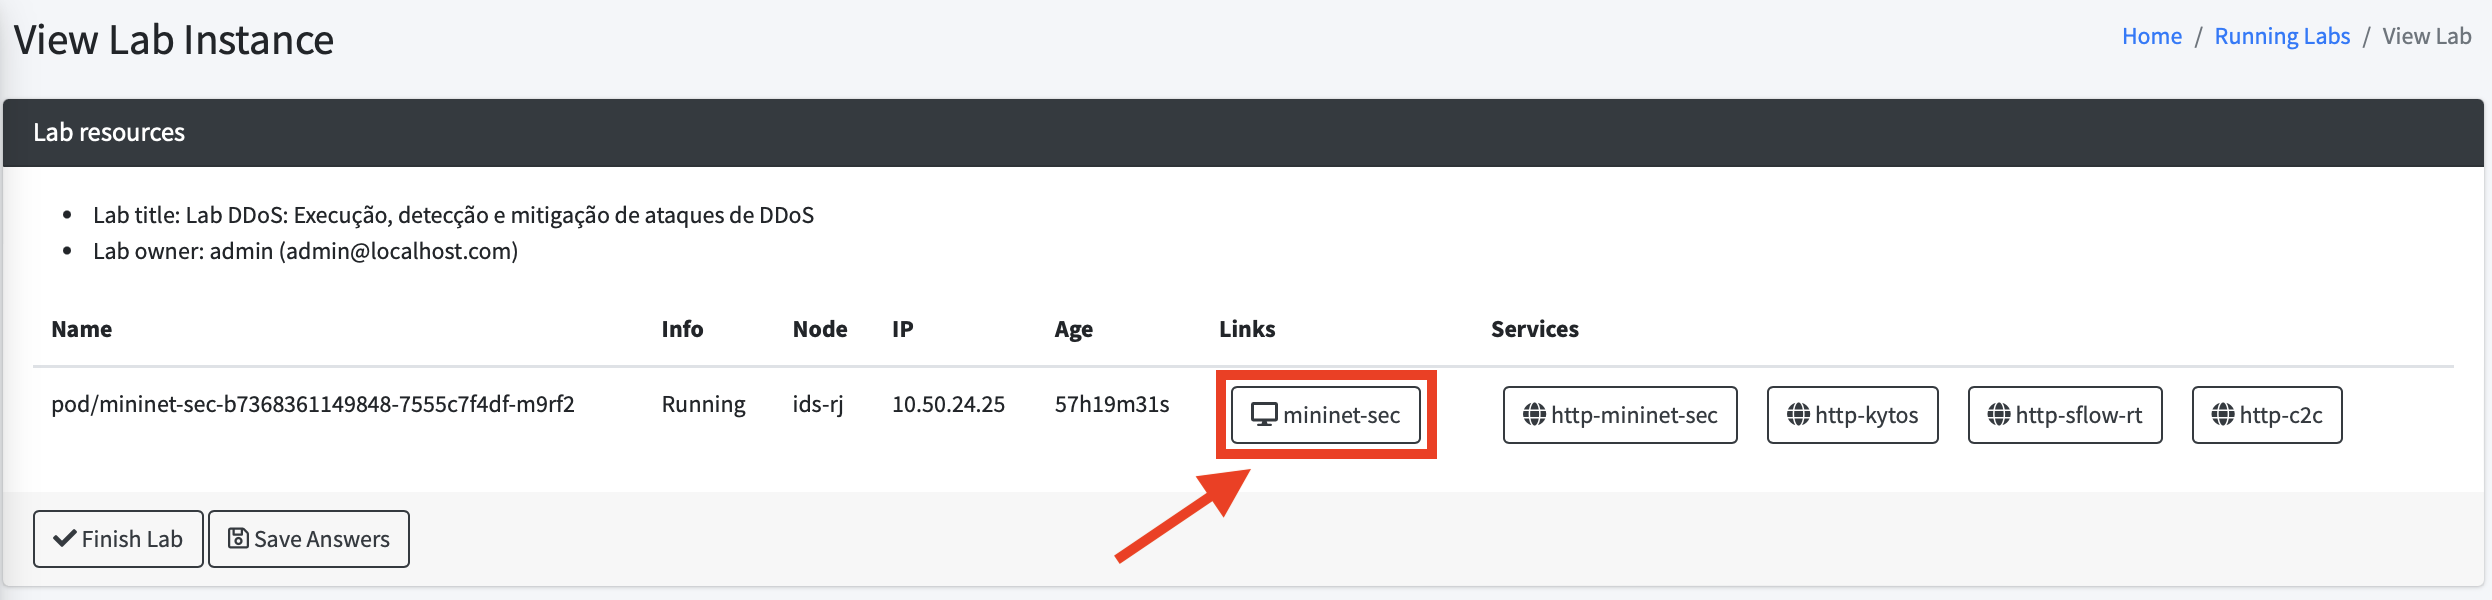 View Lab Instance
Home / Running Labs / View Lab
Lab resources
Lab title: Lab DDoS: Execução, detecção e mitigação de ataques de DDoS
Lab owner: admin (admin@localhost.com)
Name Info Node IP Age Links Services
pod/mininet-sec-b7368361149848-7555c7f4df-m9rf2 Running ids-rj 10.50.24.25 57h19m31s mininet-sec http-mininet-sec http-kytos http-sflow-rt http-c2c
Finish Lab Save Answers